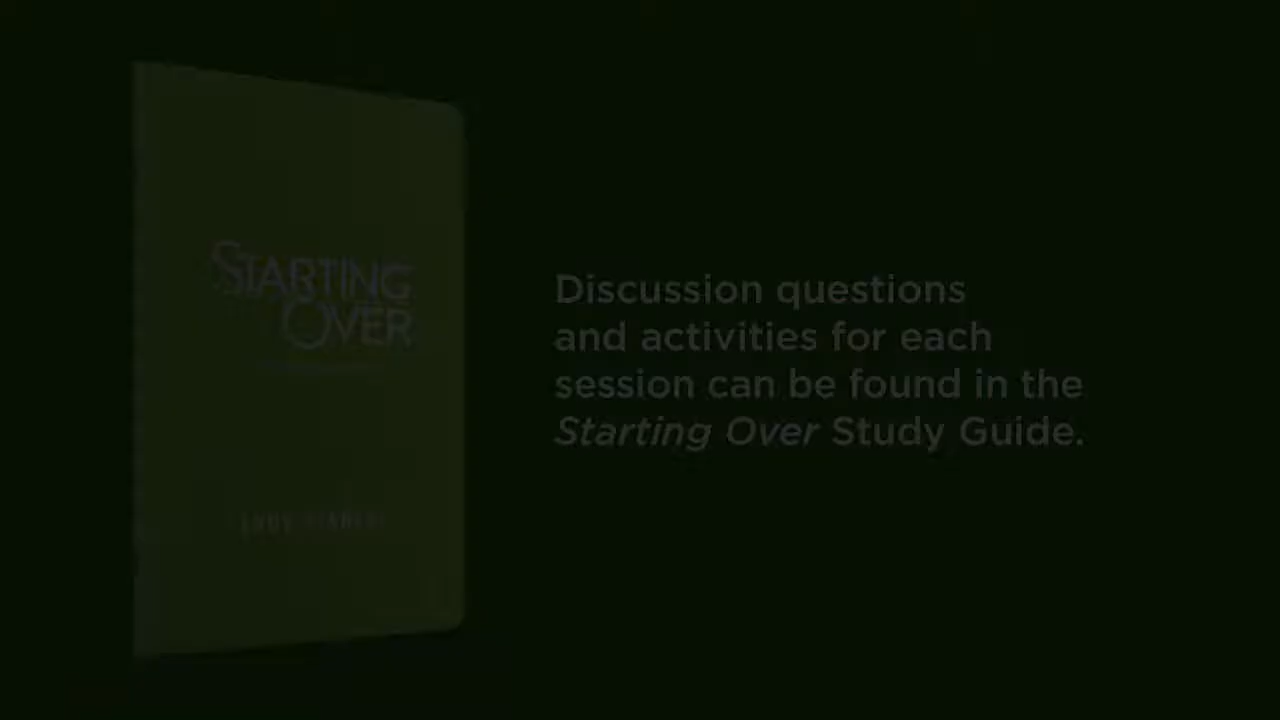 STARTING
OVER
Discussion questions
and activities for each
session can be found in the
Starting Over Study Guide.